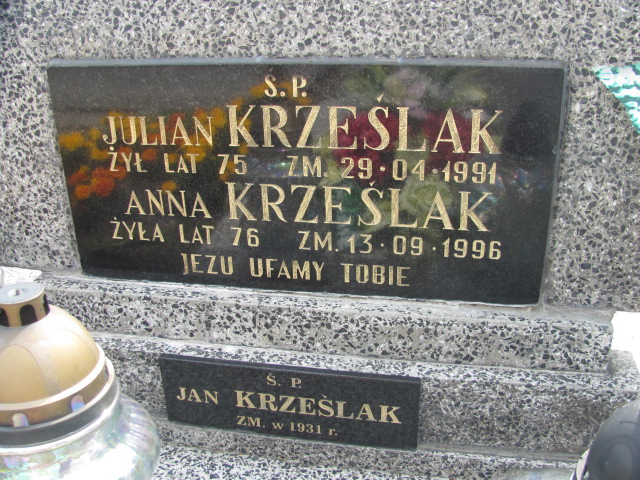 Ś. P.
JULIAN KRZEŚLAK
ŻYŁ LAT 75 ZM. 29·04·1991
ANNA KRZEŚLAK
ŻYŁA LAT 76 ZM. 13·09·1996
JEZU UFAMY TOBIE
Ś. P.
JAN KRZEŚLAK
ZM. w 1931 r.